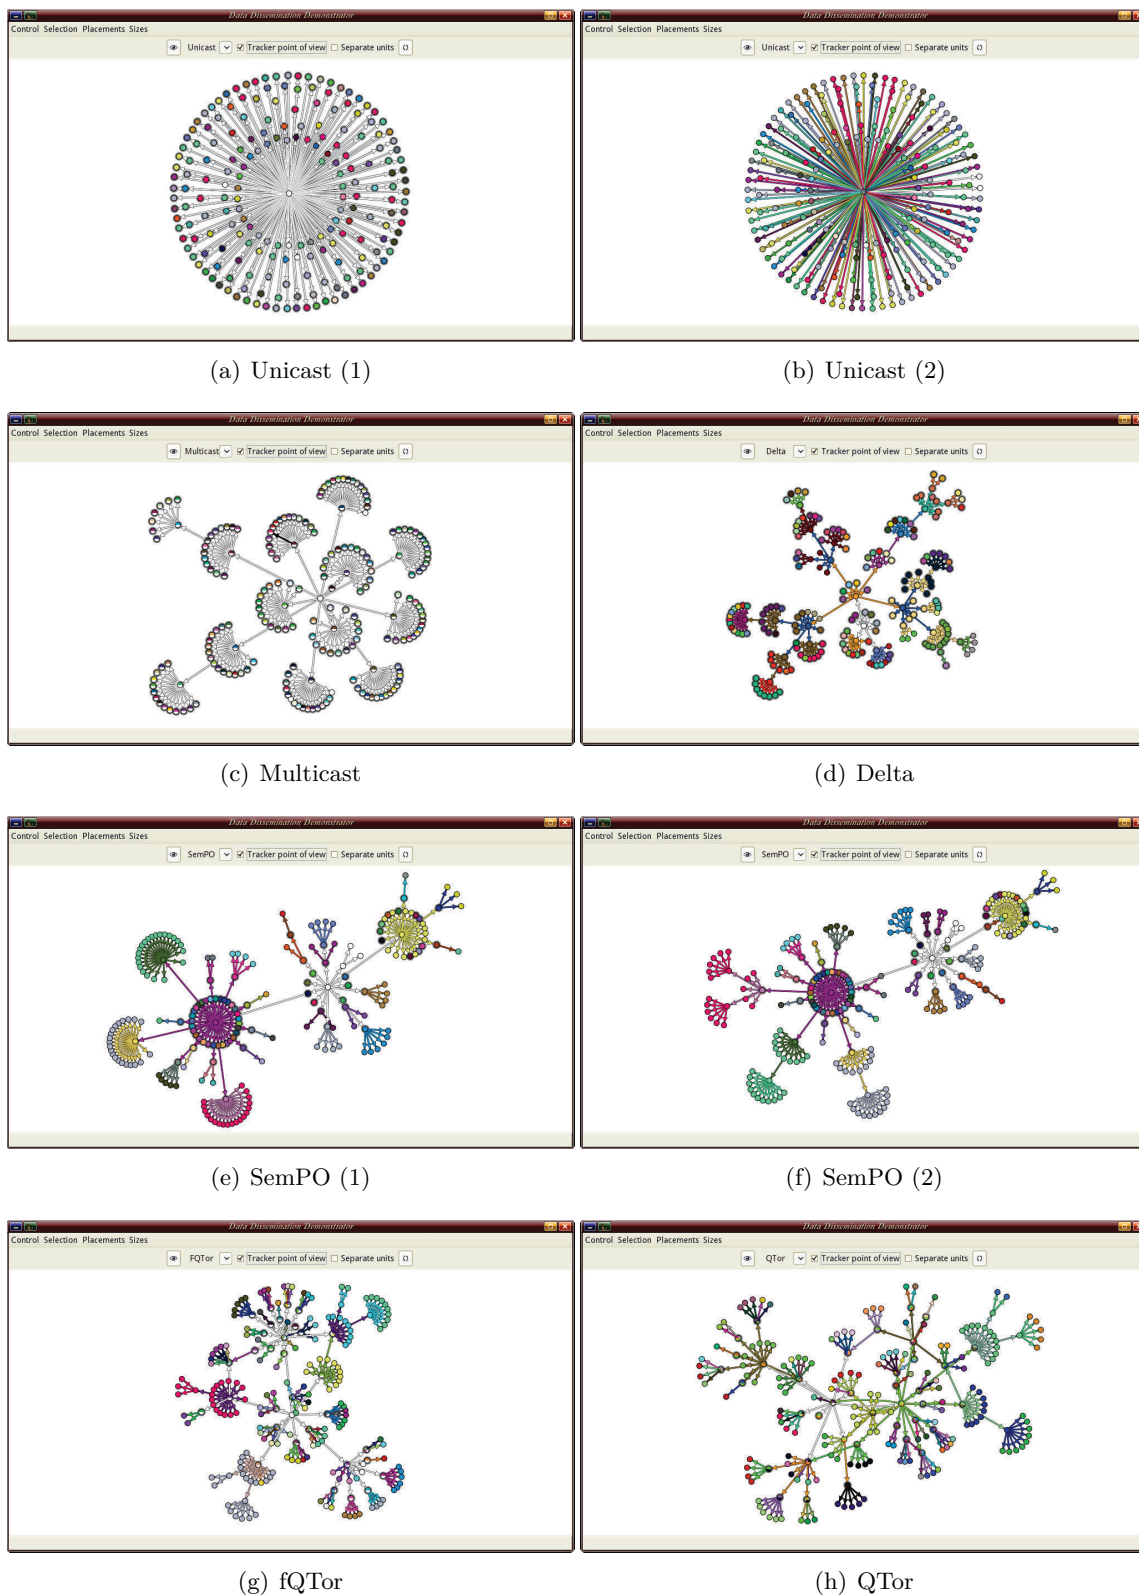 Data Dissemination Demonstrator
Control Selection Placements Sizes
Unicast Tracker point of view Separate units
(a) Unicast (1)
Data Dissemination Demonstrator
Control Selection Placements Sizes
Unicast Tracker point of view Separate units
(b) Unicast (2)
Data Dissemination Demonstrator
Control Selection Placements Sizes
Multicast Tracker point of view Separate units
(c) Multicast
Data Dissemination Demonstrator
Control Selection Placements Sizes
Delta Tracker point of view Separate units
(d) Delta
Data Dissemination Demonstrator
Control Selection Placements Sizes
SemPO Tracker point of view Separate units
(e) SemPO (1)
Data Dissemination Demonstrator
Control Selection Placements Sizes
SemPO Tracker point of view Separate units
(f) SemPO (2)
Data Dissemination Demonstrator
Control Selection Placements Sizes
FQTor Tracker point of view Separate units
(g) fQTor
Data Dissemination Demonstrator
Control Selection Placements Sizes
QTor Tracker point of view Separate units
(h) QTor